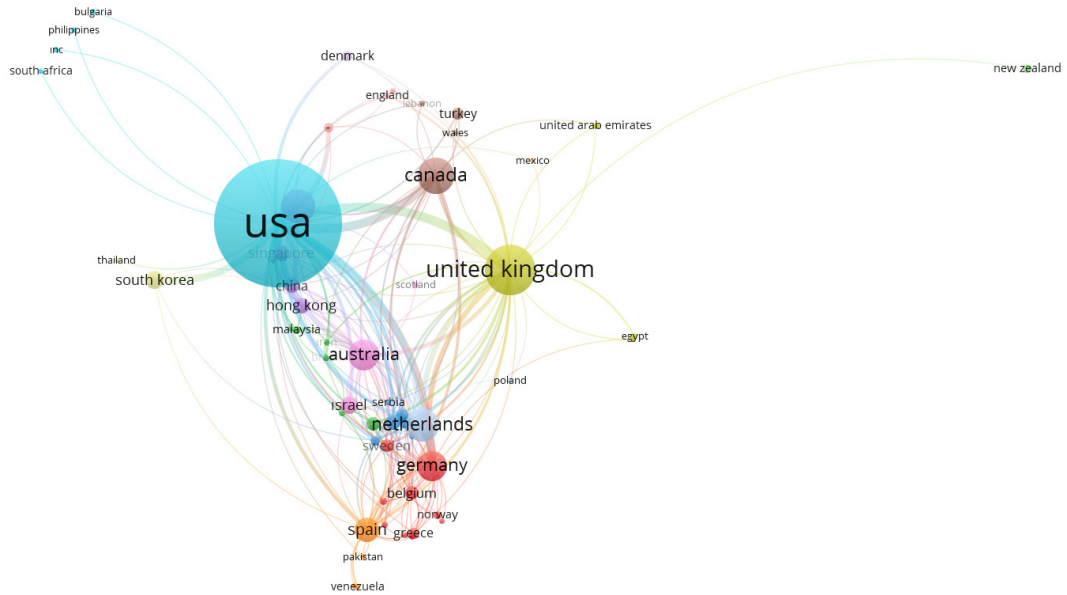 bulgaria
philippines
inc
south africa
denmark
new zealand
england
lebanon
turkey
united arab emirates
wales
mexico
canada
usa
singapore
thailand
south korea
united kingdom
china
scotland
hong kong
malaysia
egypt
australia
poland
israel
serbia
netherlands
sweden
germany
belgium
norway
spain
greece
pakistan
venezuela